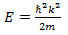 E = ħ²k²/2m